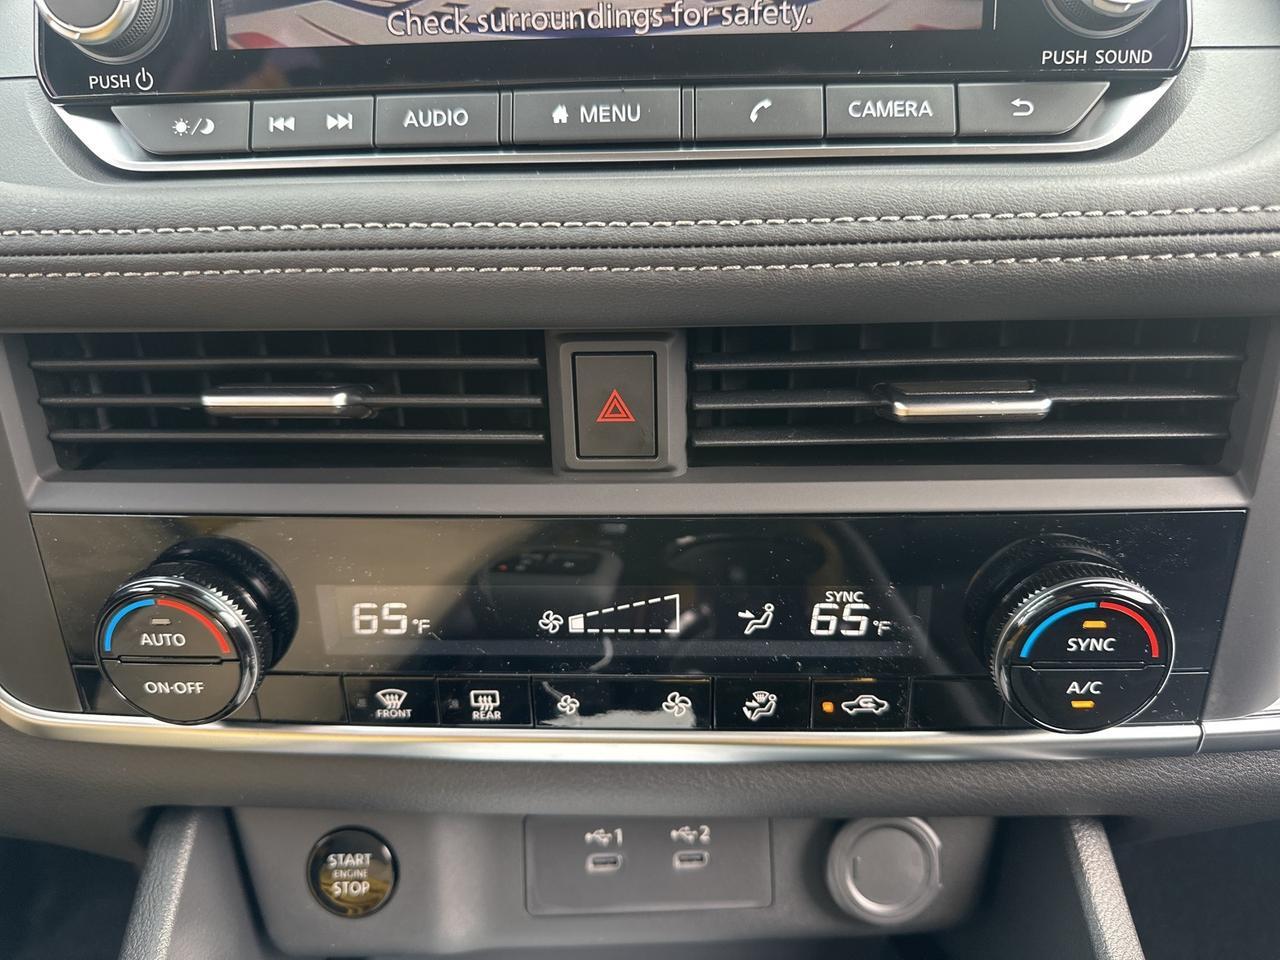 Check surroundings for safety.
PUSH
PUSH SOUND
AUDIO
MENU
CAMERA
65°F
SYNC
65°F
AUTO
ON·OFF
SYNC
A/C
FRONT
REAR
START
ENGINE
STOP
1
2